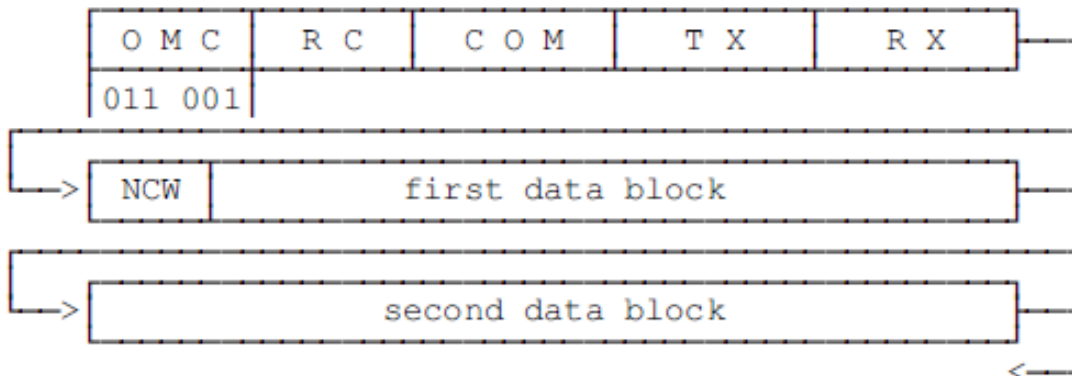 O M C R C C O M T X R X
011 001
NCW first data block
second data block